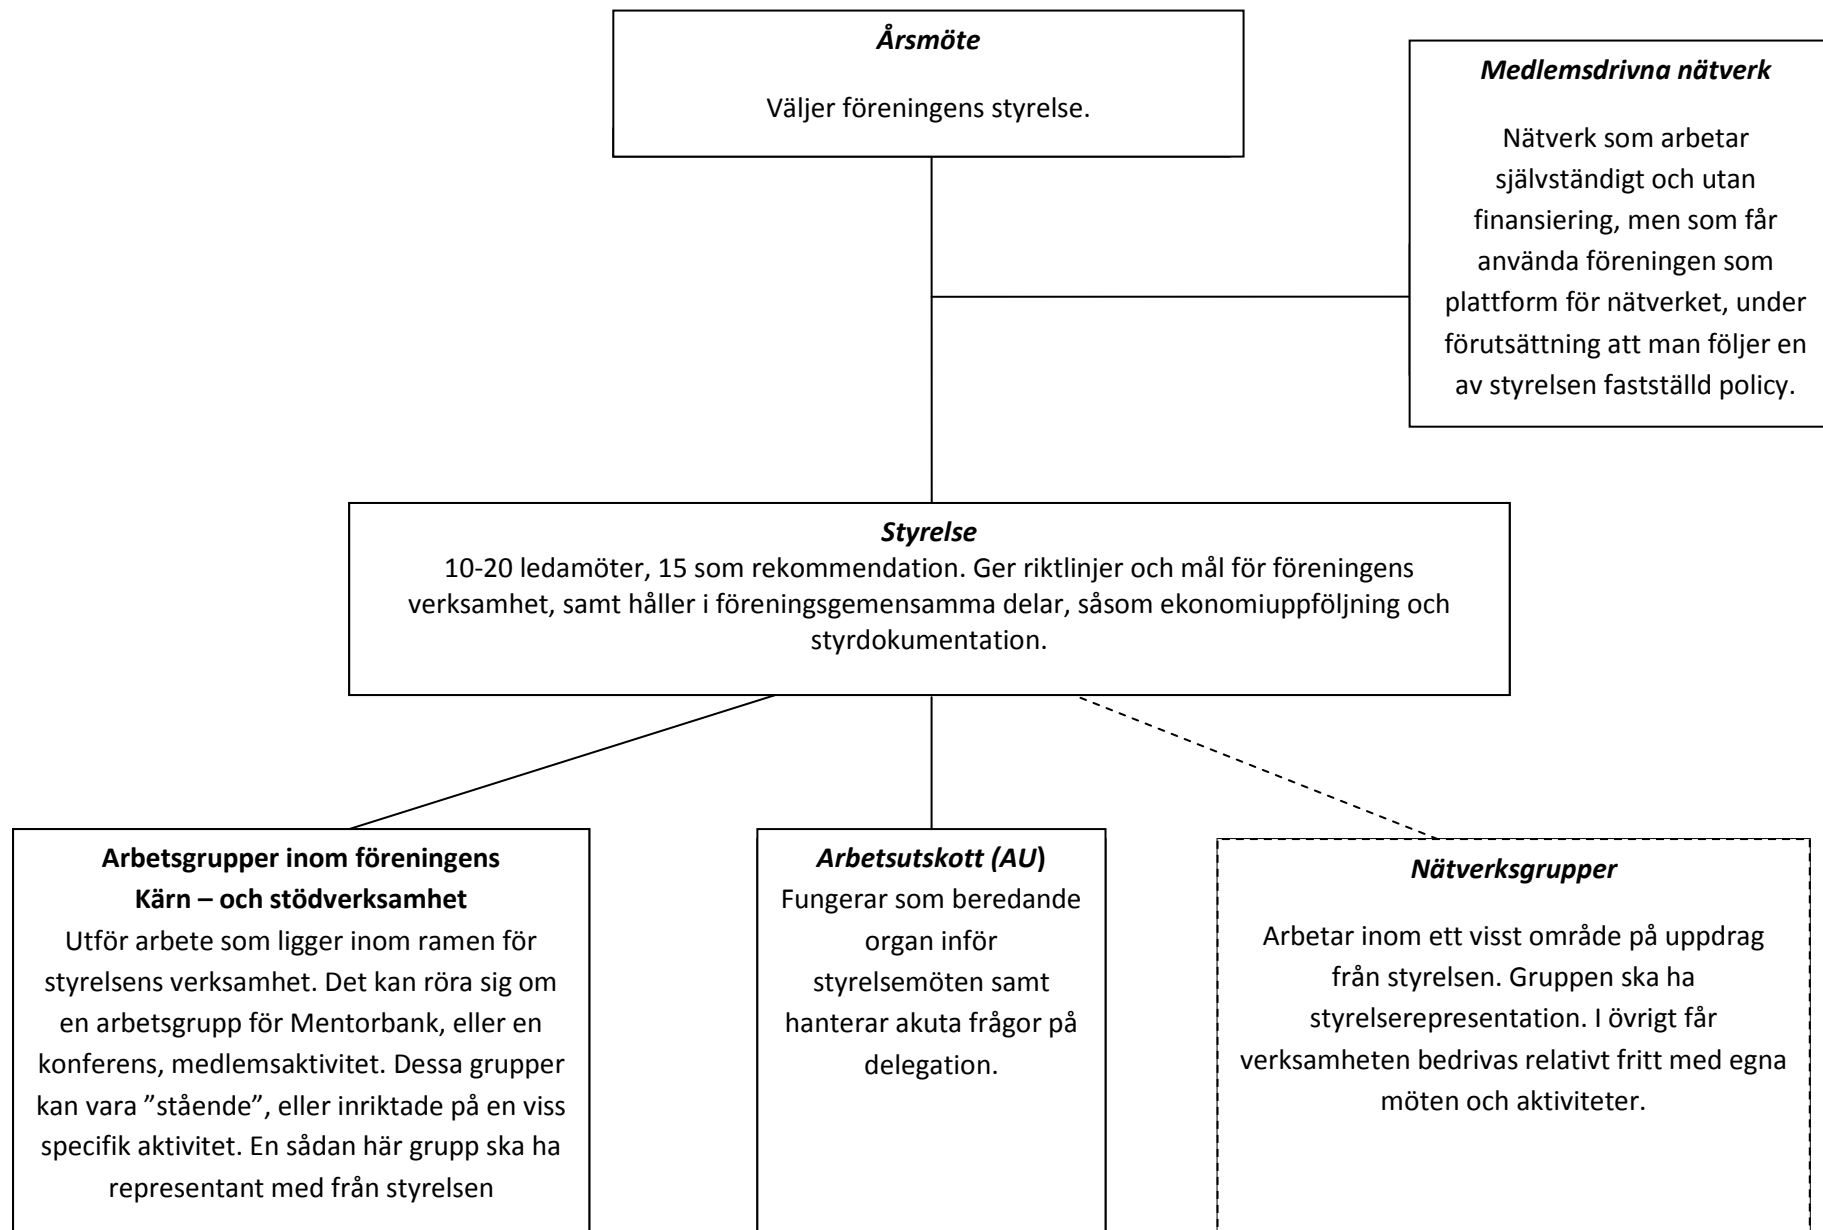 Årsmöte
Väljer föreningens styrelse.
Medlemsdrivna nätverk
Nätverk som arbetar
självständigt och utan
finansiering, men som får
använda föreningen som
plattform för nätverket, under
förutsättning att man följer en
av styrelsen fastställd policy.
Styrelse
10-20 ledamöter, 15 som rekommendation. Ger riktlinjer och mål för föreningens
verksamhet, samt håller i föreningsgemensamma delar, såsom ekonomiuppföljning och
styrdokumentation.
Arbetsgrupper inom föreningens
Kärn – och stödverksamhet
Utför arbete som ligger inom ramen för
styrelsens verksamhet. Det kan röra sig om
en arbetsgrupp för Mentorbank, eller en
konferens, medlemsaktivitet. Dessa grupper
kan vara ”stående”, eller inriktade på en viss
specifik aktivitet. En sådan här grupp ska ha
representant med från styrelsen
Arbetsutskott (AU)
Fungerar som beredande
organ inför
styrelsemöten samt
hanterar akuta frågor på
delegation.
Nätverksgrupper
Arbetar inom ett visst område på uppdrag
från styrelsen. Gruppen ska ha
styrelserepresentation. I övrigt får
verksamheten bedrivas relativt fritt med egna
möten och aktiviteter.